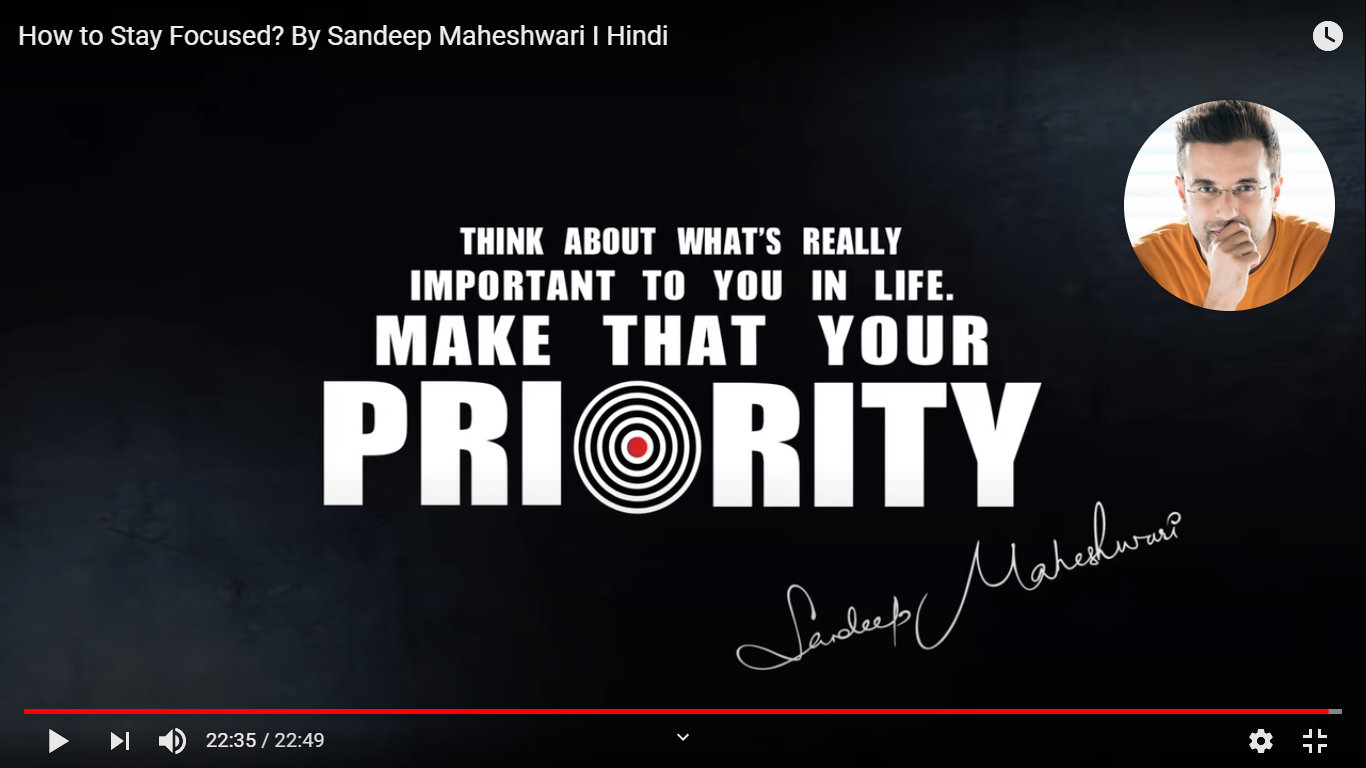 How to Stay Focused? By Sandeep Maheshwari I Hindi
THINK ABOUT WHAT'S REALLY
IMPORTANT TO YOU IN LIFE.
MAKE THAT YOUR
PRIORITY
Sandeep Maheshwari
22:35 / 22:49